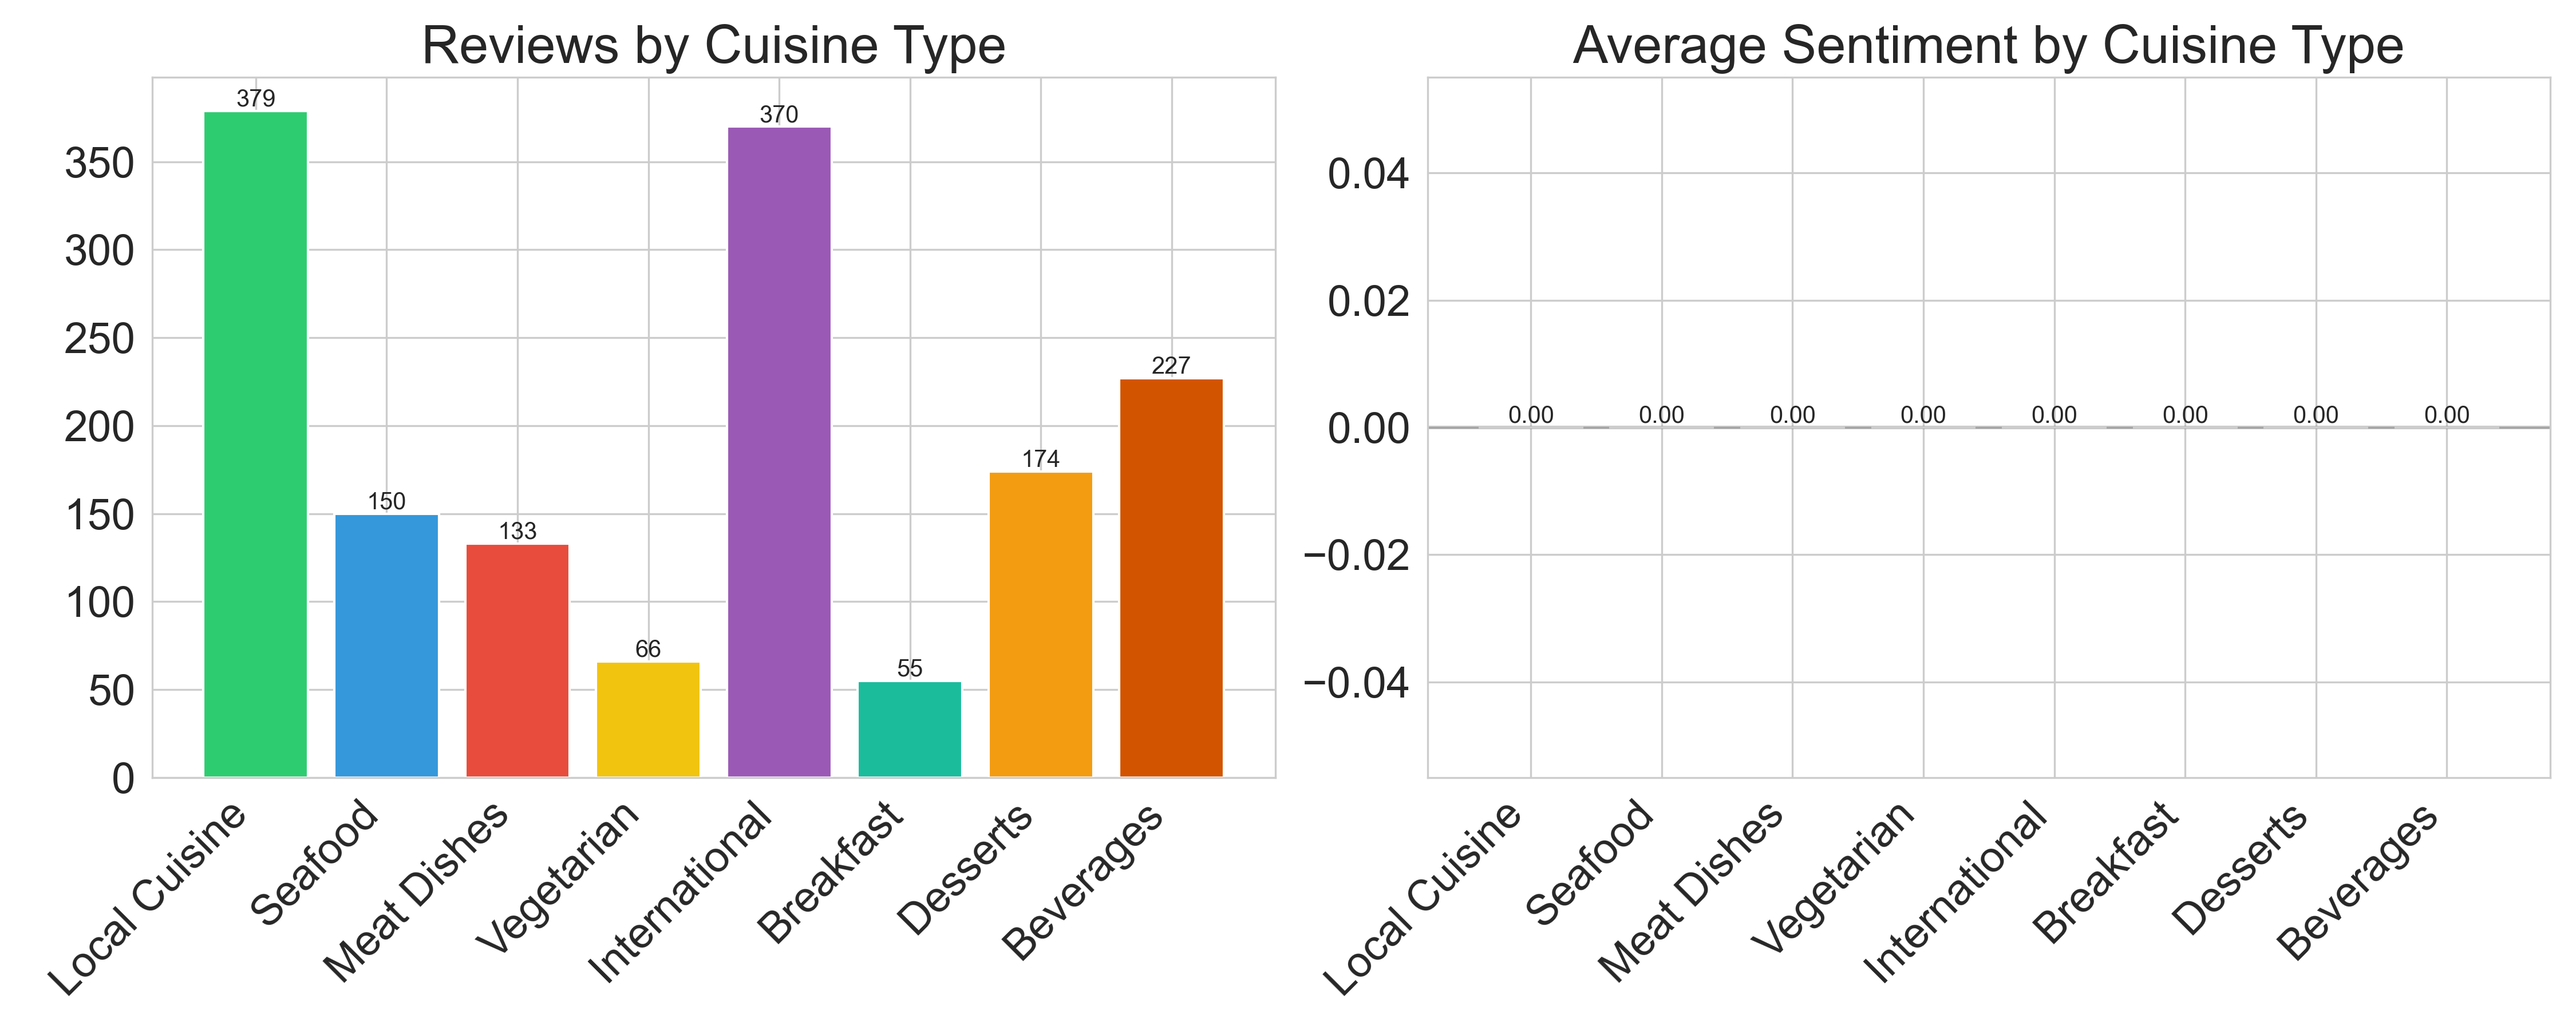 Reviews by Cuisine Type
379
370
350
300
250
227
200
174
150
150
133
100
66
55
50
0
Local Cuisine
Seafood
Meat Dishes
Vegetarian
International
Breakfast
Desserts
Beverages
Average Sentiment by Cuisine Type
0.04
0.02
0.00
0.00 0.00 0.00 0.00 0.00 0.00 0.00 0.00
−0.02
−0.04
Local Cuisine
Seafood
Meat Dishes
Vegetarian
International
Breakfast
Desserts
Beverages